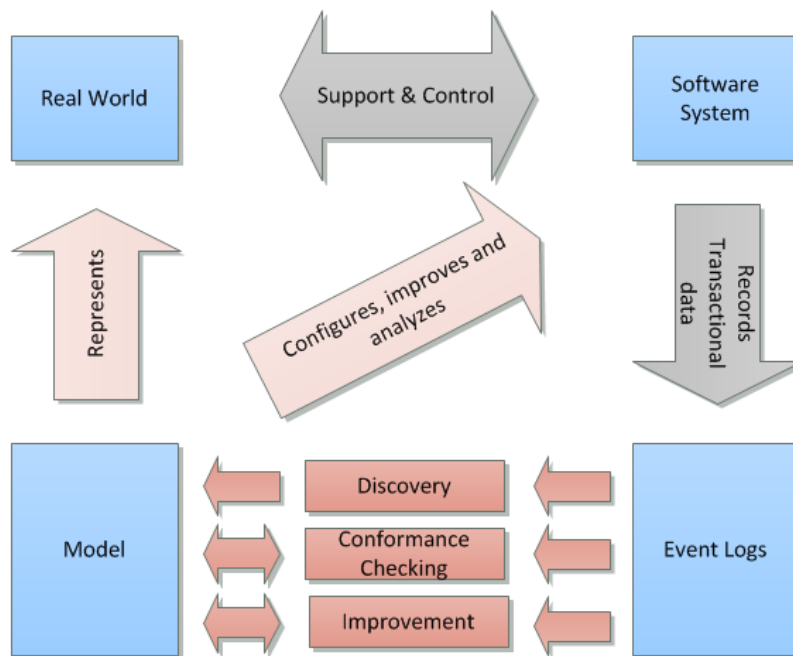 Real World
Support & Control
Software
System
Represents
Configures, improves and
analyzes
Records
Transactional
data
Model
Discovery
Conformance
Checking
Improvement
Event Logs